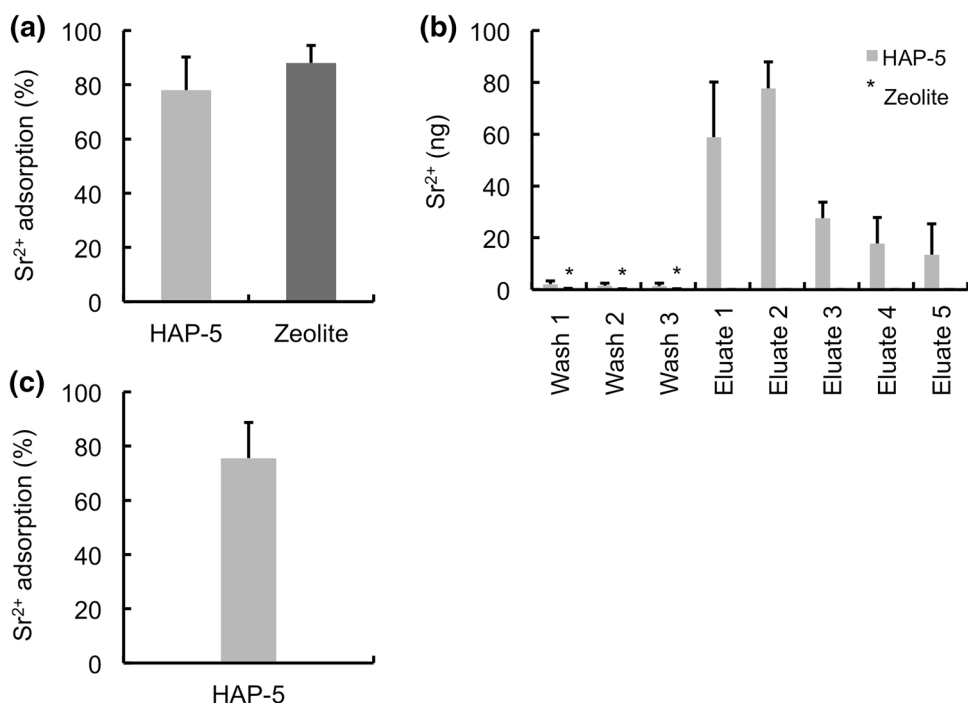 (a)
Sr²⁺ adsorption (%)
100
80
60
40
20
0
HAP-5 Zeolite
(b)
Sr²⁺ (ng)
100
80
60
40
20
0
HAP-5
* Zeolite
* * *
Wash 1
Wash 2
Wash 3
Eluate 1
Eluate 2
Eluate 3
Eluate 4
Eluate 5
(c)
Sr²⁺ adsorption (%)
100
80
60
40
20
0
HAP-5